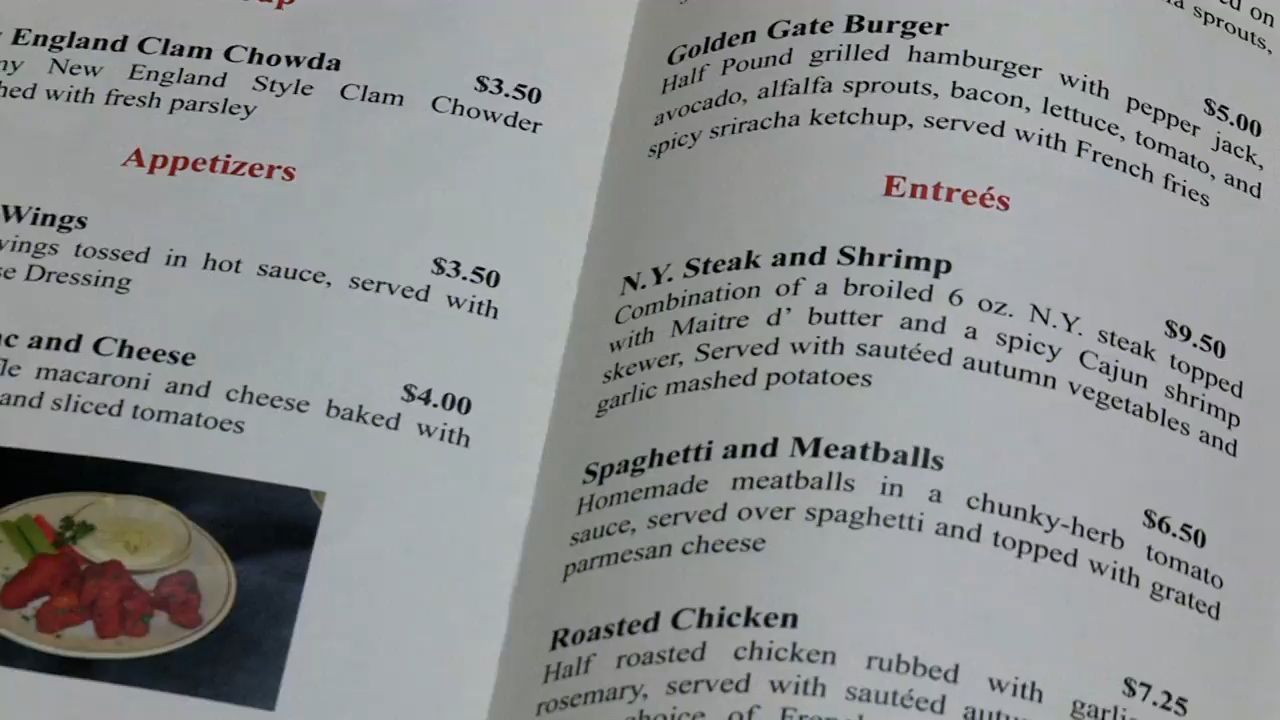 England Clam Chowda
$3.50
New England Style Clam Chowder
with fresh parsley
Appetizers
Wings
$3.50
tossed in hot sauce, served with
Dressing
and Cheese
$4.00
macaroni and cheese baked with
and sliced tomatoes
on
sprouts,
Golden Gate Burger
$5.00
Half Pound grilled hamburger with pepper jack,
avocado, alfalfa sprouts, bacon, lettuce, tomato, and
spicy sriracha ketchup, served with French fries
Entreés
N.Y. Steak and Shrimp
$9.50
Combination of a broiled 6 oz. N.Y. steak topped
with Maitre d' butter and a spicy Cajun shrimp
skewer, Served with sautéed autumn vegetables and
garlic mashed potatoes
Spaghetti and Meatballs
$6.50
Homemade meatballs in a chunky-herb tomato
sauce, served over spaghetti and topped with grated
parmesan cheese
Roasted Chicken
$7.25
Half roasted chicken rubbed with
rosemary, served with sautéed
choice of